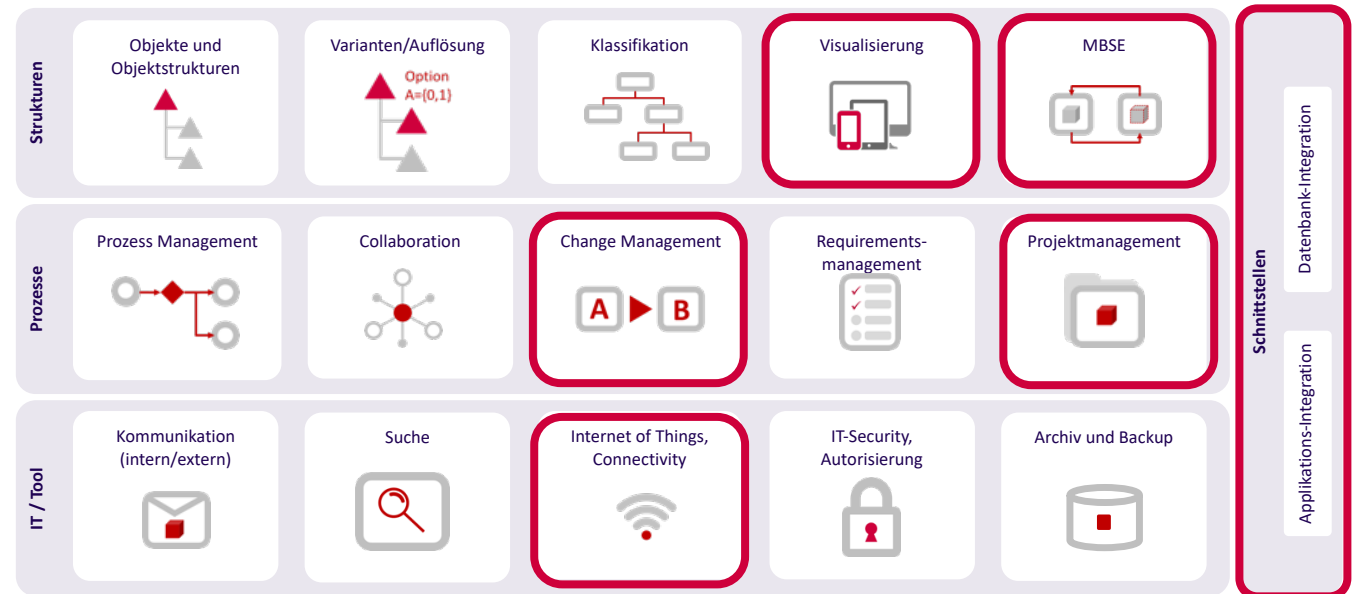 Strukturen
Objekte und
Objektstrukturen
Varianten/Auflösung
Option
A={0,1}
Klassifikation
Visualisierung
MBSE
Prozesse
Prozess Management
Collaboration
Change Management
A
B
Requirements-
management
Projektmanagement
IT / Tool
Kommunikation
(intern/extern)
Suche
Internet of Things,
Connectivity
IT-Security,
Autorisierung
Archiv und Backup
Schnittstellen
Datenbank-Integration
Applikations-Integration